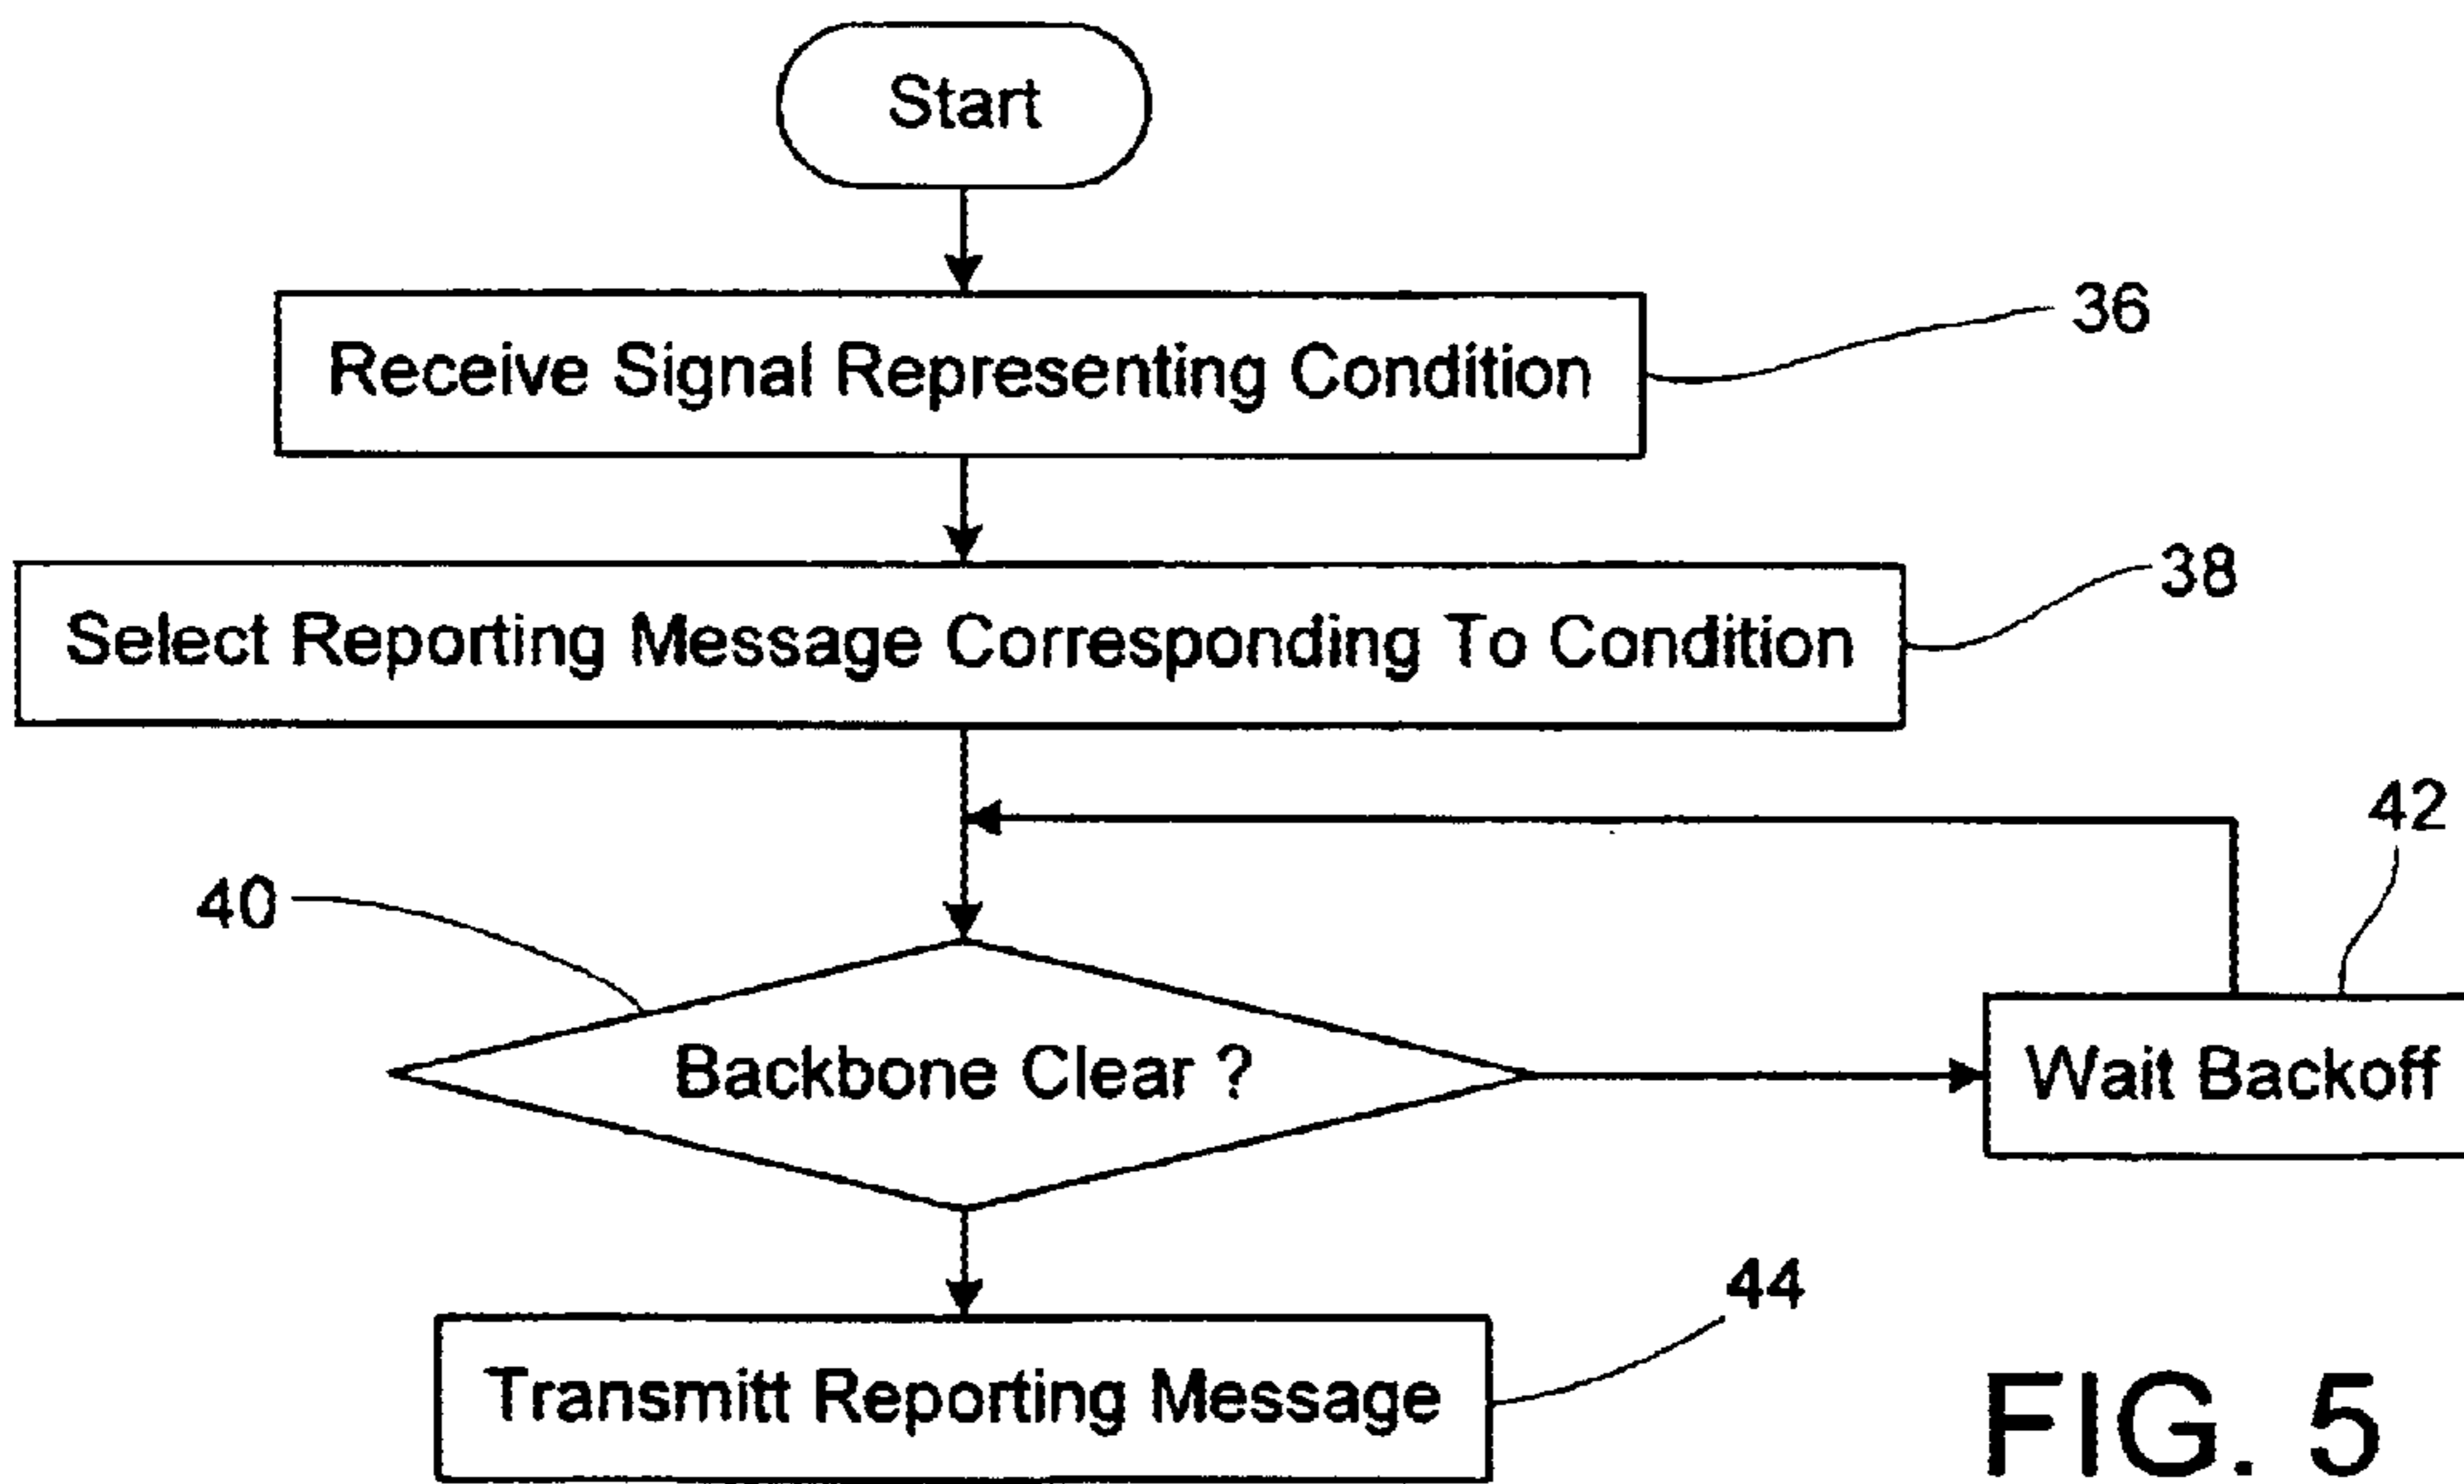 Start
Receive Signal Representing Condition
36
Select Reporting Message Corresponding To Condition
38
42
40
Backbone Clear ?
Wait Backoff
44
Transmitt Reporting Message
FIG. 5